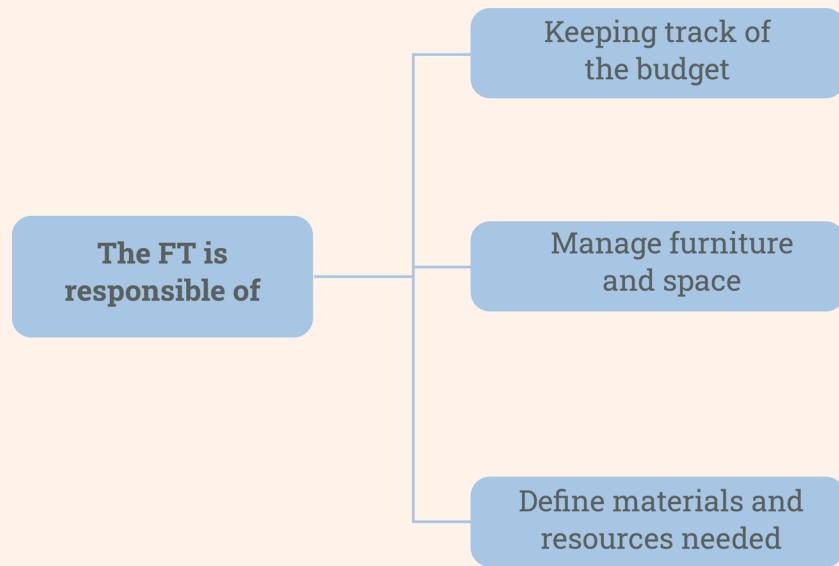 The FT is
responsible of
Keeping track of
the budget
Manage furniture
and space
Define materials and
resources needed